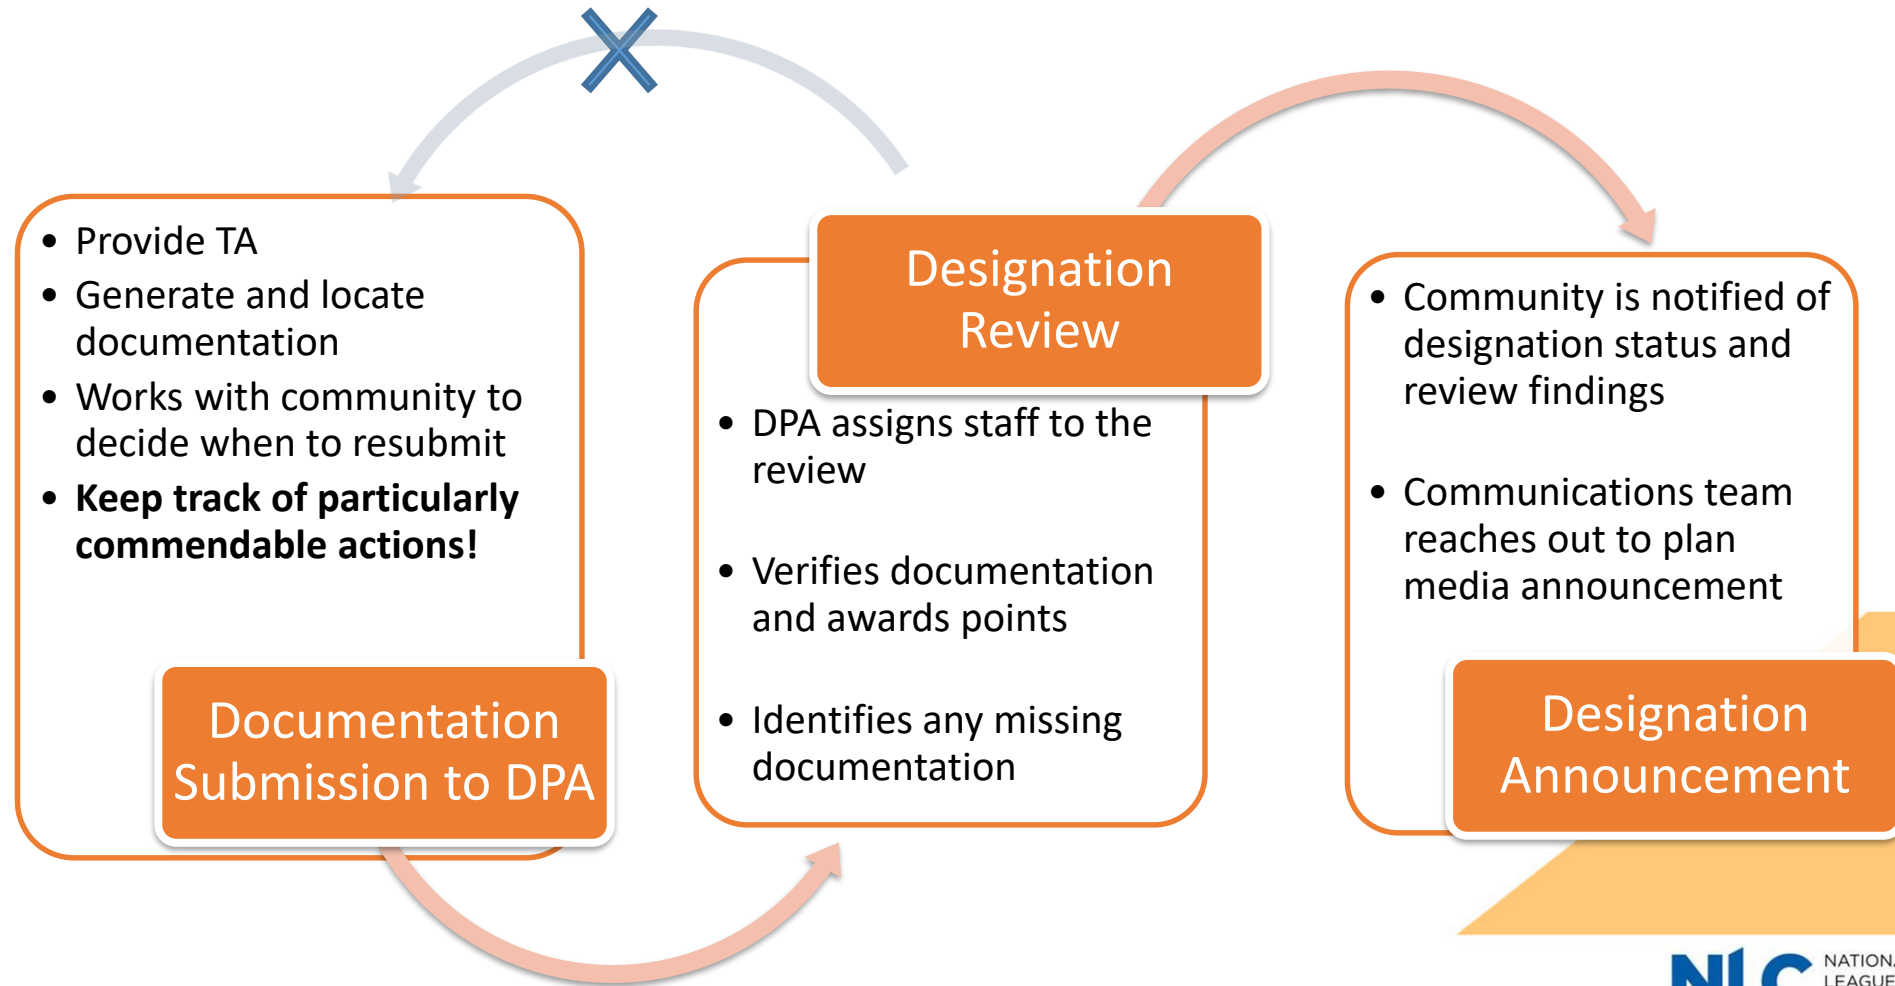 • Provide TA
• Generate and locate
documentation
• Works with community to
decide when to resubmit
• Keep track of particularly
commendable actions!
Documentation
Submission to DPA
Designation
Review
• DPA assigns staff to the
review
• Verifies documentation
and awards points
• Identifies any missing
documentation
• Community is notified of
designation status and
review findings
• Communications team
reaches out to plan
media announcement
Designation
Announcement
NLC
LEAGUE